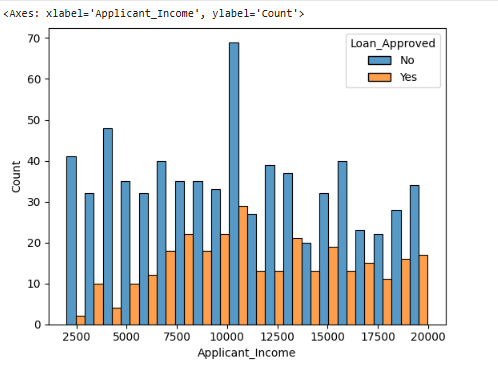 <Axes: xlabel='Applicant_Income', ylabel='Count'>
Loan_Approved
No
Yes
70
60
50
40
30
20
10
0
Count
2500 5000 7500 10000 12500 15000 17500 20000
Applicant_Income